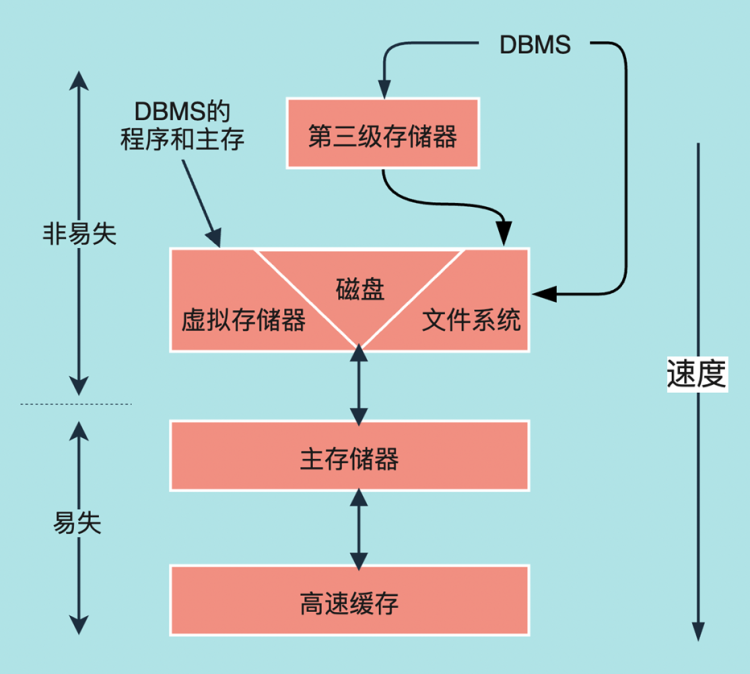 DBMS
DBMS的
程序和主存
第三级存储器
非易失
磁盘
虚拟存储器
文件系统
速度
主存储器
易失
高速缓存